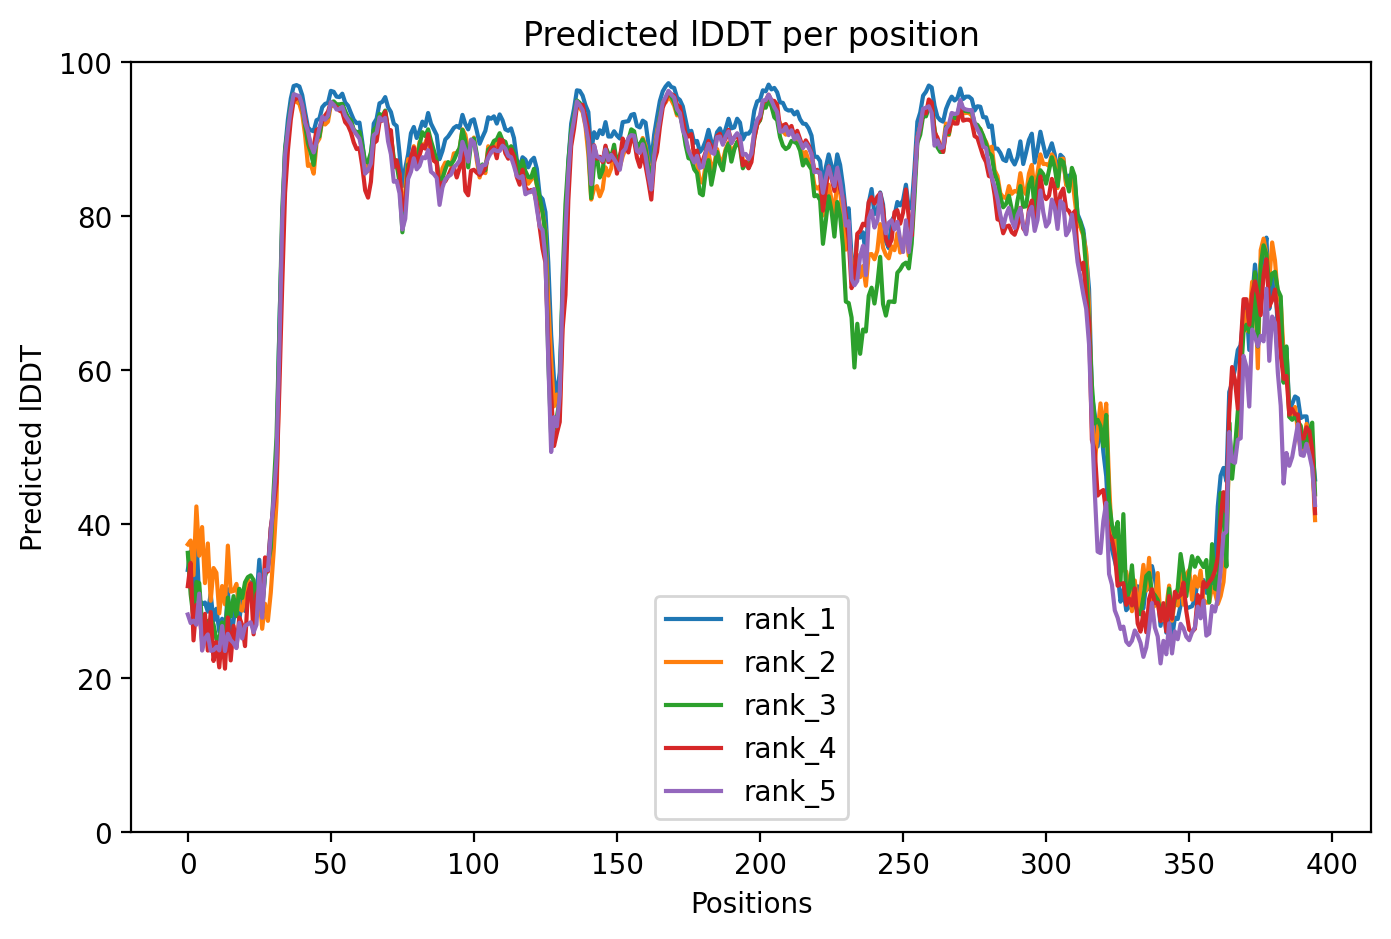 Predicted lDDT per position
100
80
60
40
20
0
Predicted lDDT
rank_1
rank_2
rank_3
rank_4
rank_5
0 50 100 150 200 250 300 350 400
Positions